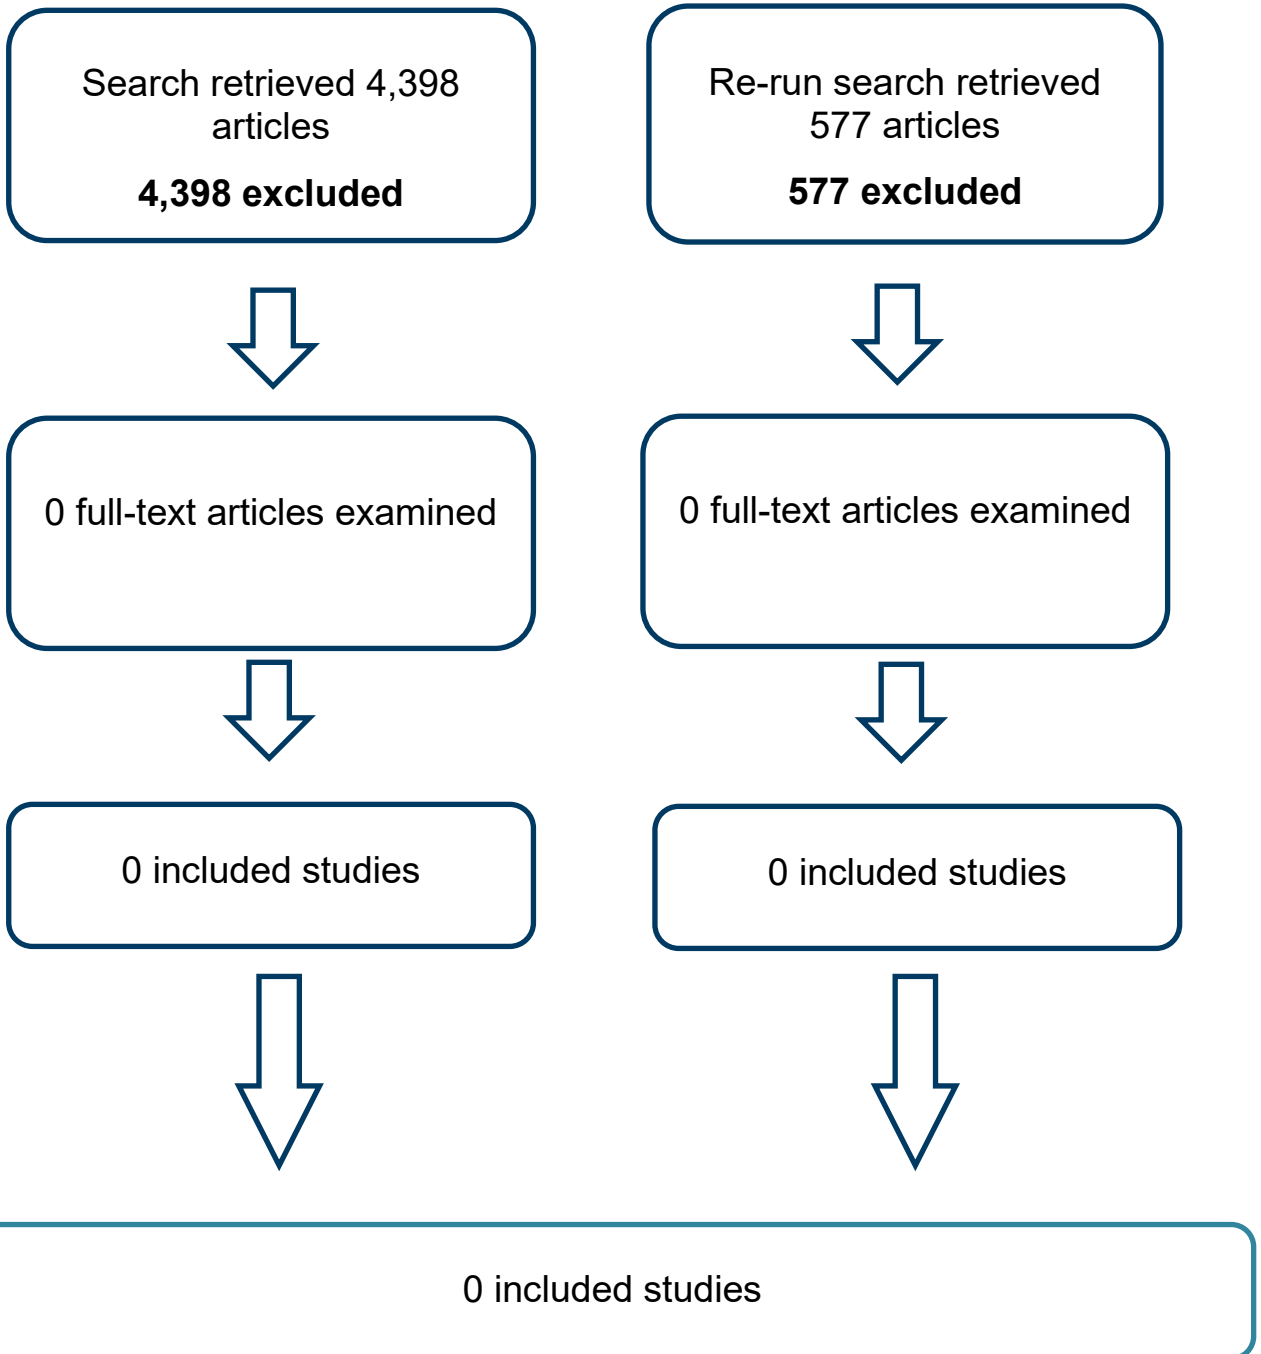 Search retrieved 4,398
articles
4,398 excluded
Re-run search retrieved
577 articles
577 excluded
0 full-text articles examined
0 full-text articles examined
0 included studies
0 included studies
0 included studies